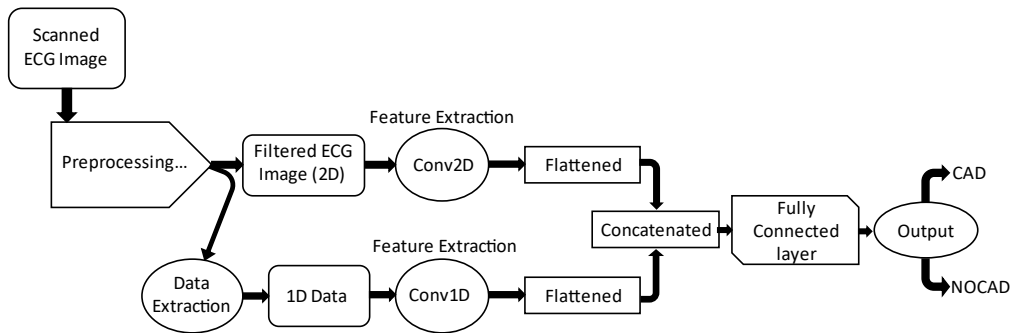 Scanned
ECG Image
Preprocessing...
Filtered ECG
Image (2D)
Feature Extraction
Conv2D
Flattened
Data
Extraction
1D Data
Feature Extraction
Conv1D
Flattened
Concatenated
Fully
Connected
layer
Output
CAD
NOCAD